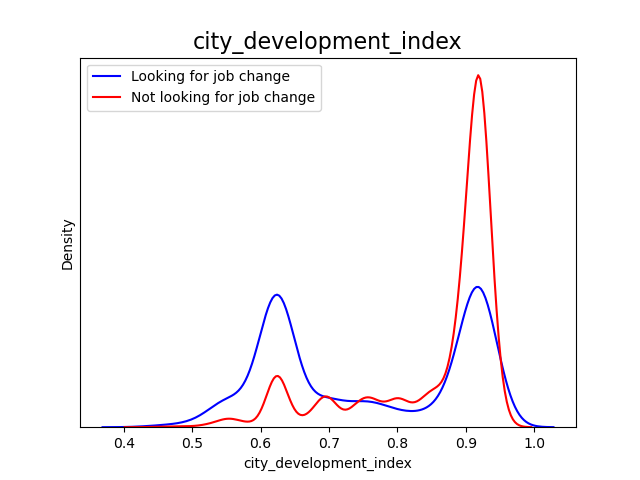 city_development_index
Looking for job change
Not looking for job change
Density
0.4 0.5 0.6 0.7 0.8 0.9 1.0
city_development_index